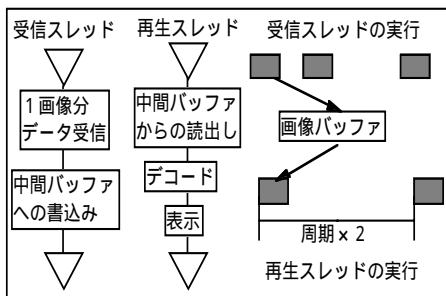 受信スレッド
再生スレッド
受信スレッドの実行
1画像分
データ受信
中間バッファ
への書込み
中間バッファ
からの読出し
デコード
表示
画像バッファ
周期×2
再生スレッドの実行